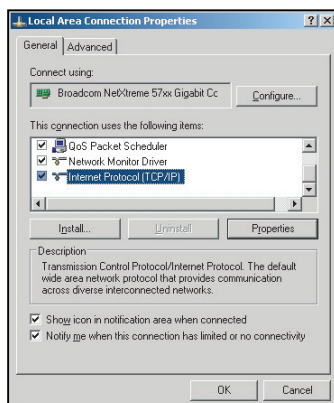 Local Area Connection Properties
General Advanced
Connect using:
Broadcom NetXtreme 57xx Gigabit Cc
Configure...
This connection uses the following items:
QoS Packet Scheduler
Network Monitor Driver
Internet Protocol (TCP/IP)
Install... Uninstall Properties
Description
Transmission Control Protocol/Internet Protocol. The default
wide area network protocol that provides communication
across diverse interconnected networks.
Show icon in notification area when connected
Notify me when this connection has limited or no connectivity
OK Cancel